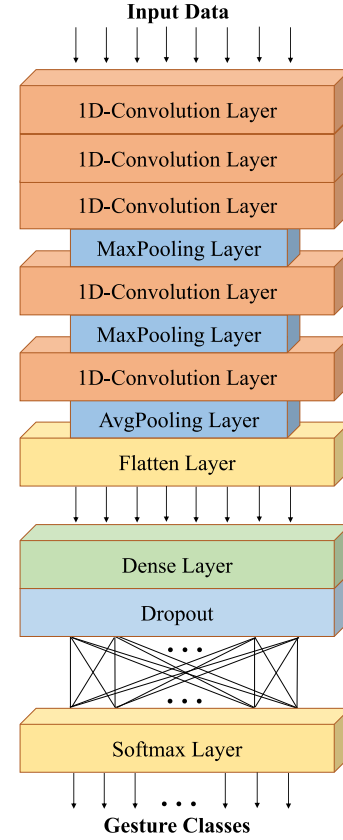 Input Data
1D-Convolution Layer
1D-Convolution Layer
1D-Convolution Layer
MaxPooling Layer
1D-Convolution Layer
MaxPooling Layer
1D-Convolution Layer
AvgPooling Layer
Flatten Layer
Dense Layer
Dropout
...
...
Softmax Layer
...
Gesture Classes